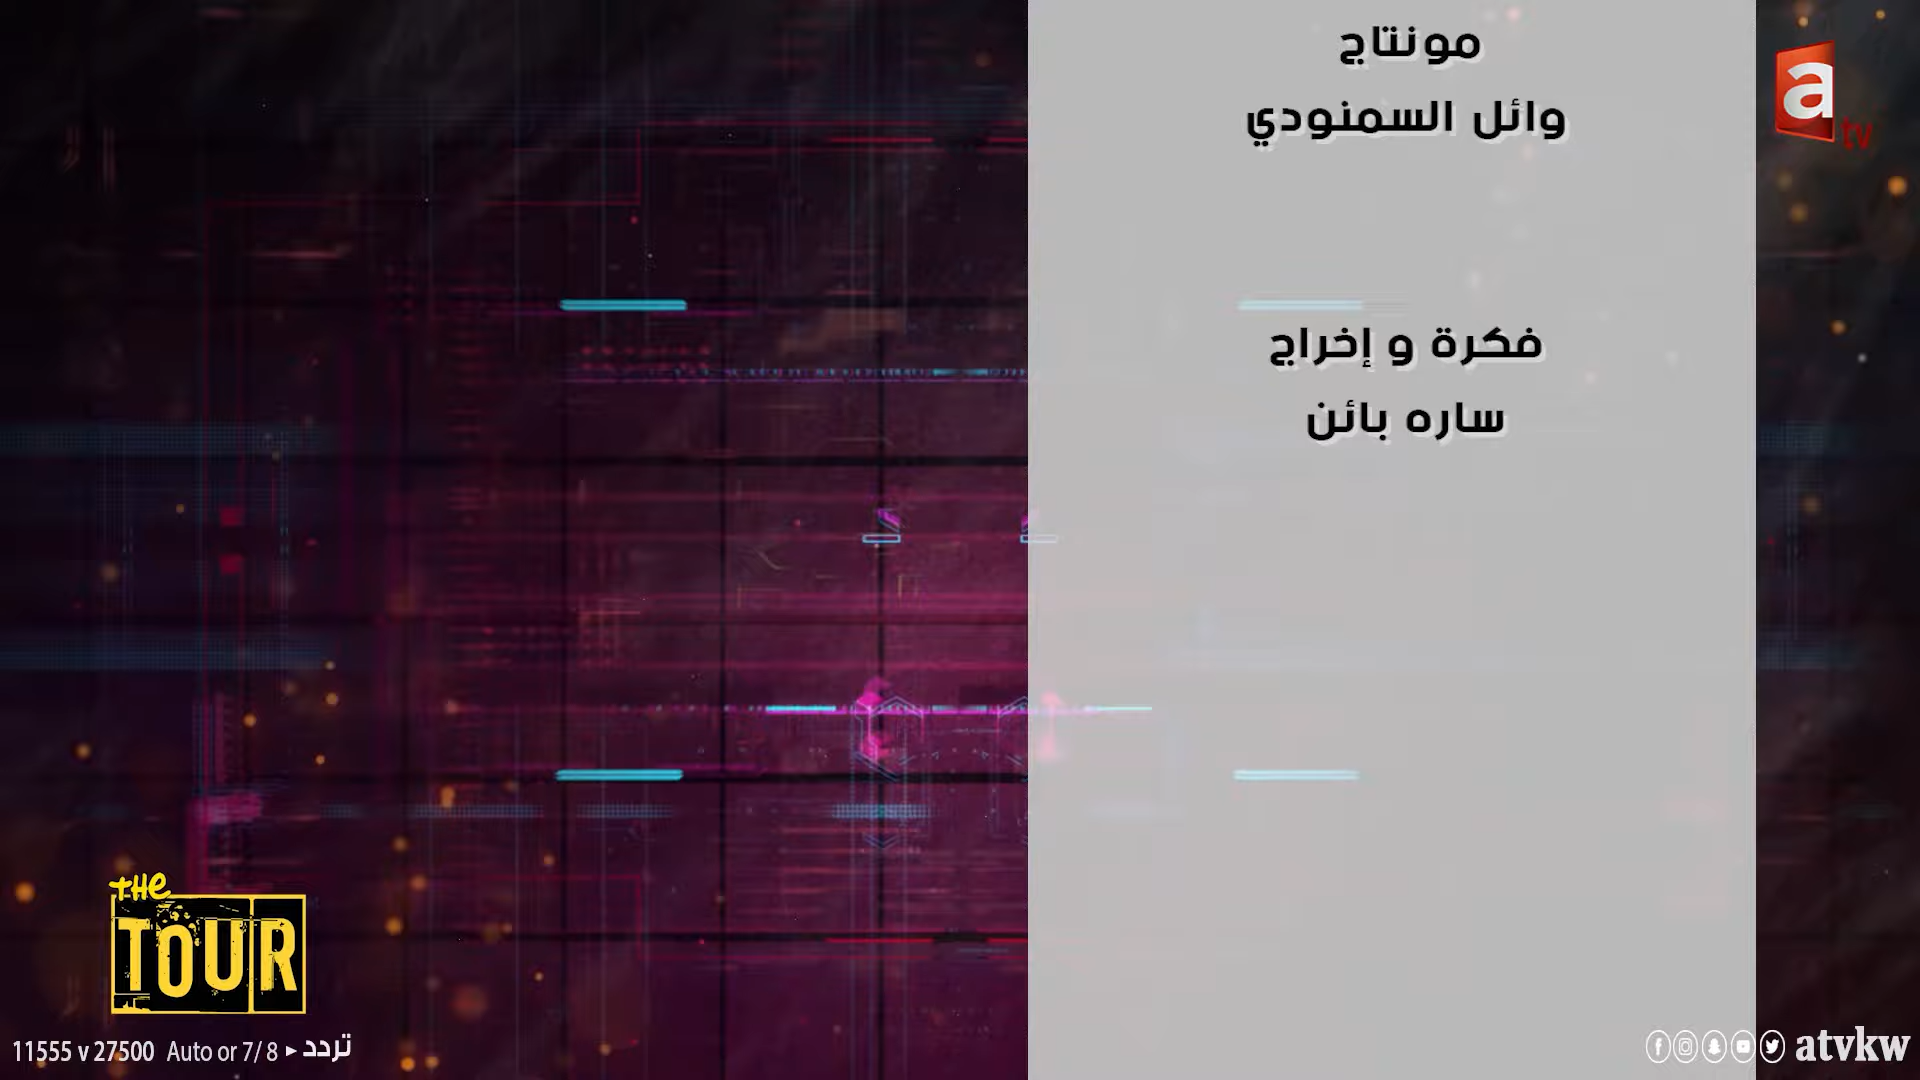 مونتاج
وائل السمنودي
فكرة و إخراج
ساره بائن
a tv
THE
TOUR
11555 v 27500 Auto or 7/8 ▸ تردد
atvkw